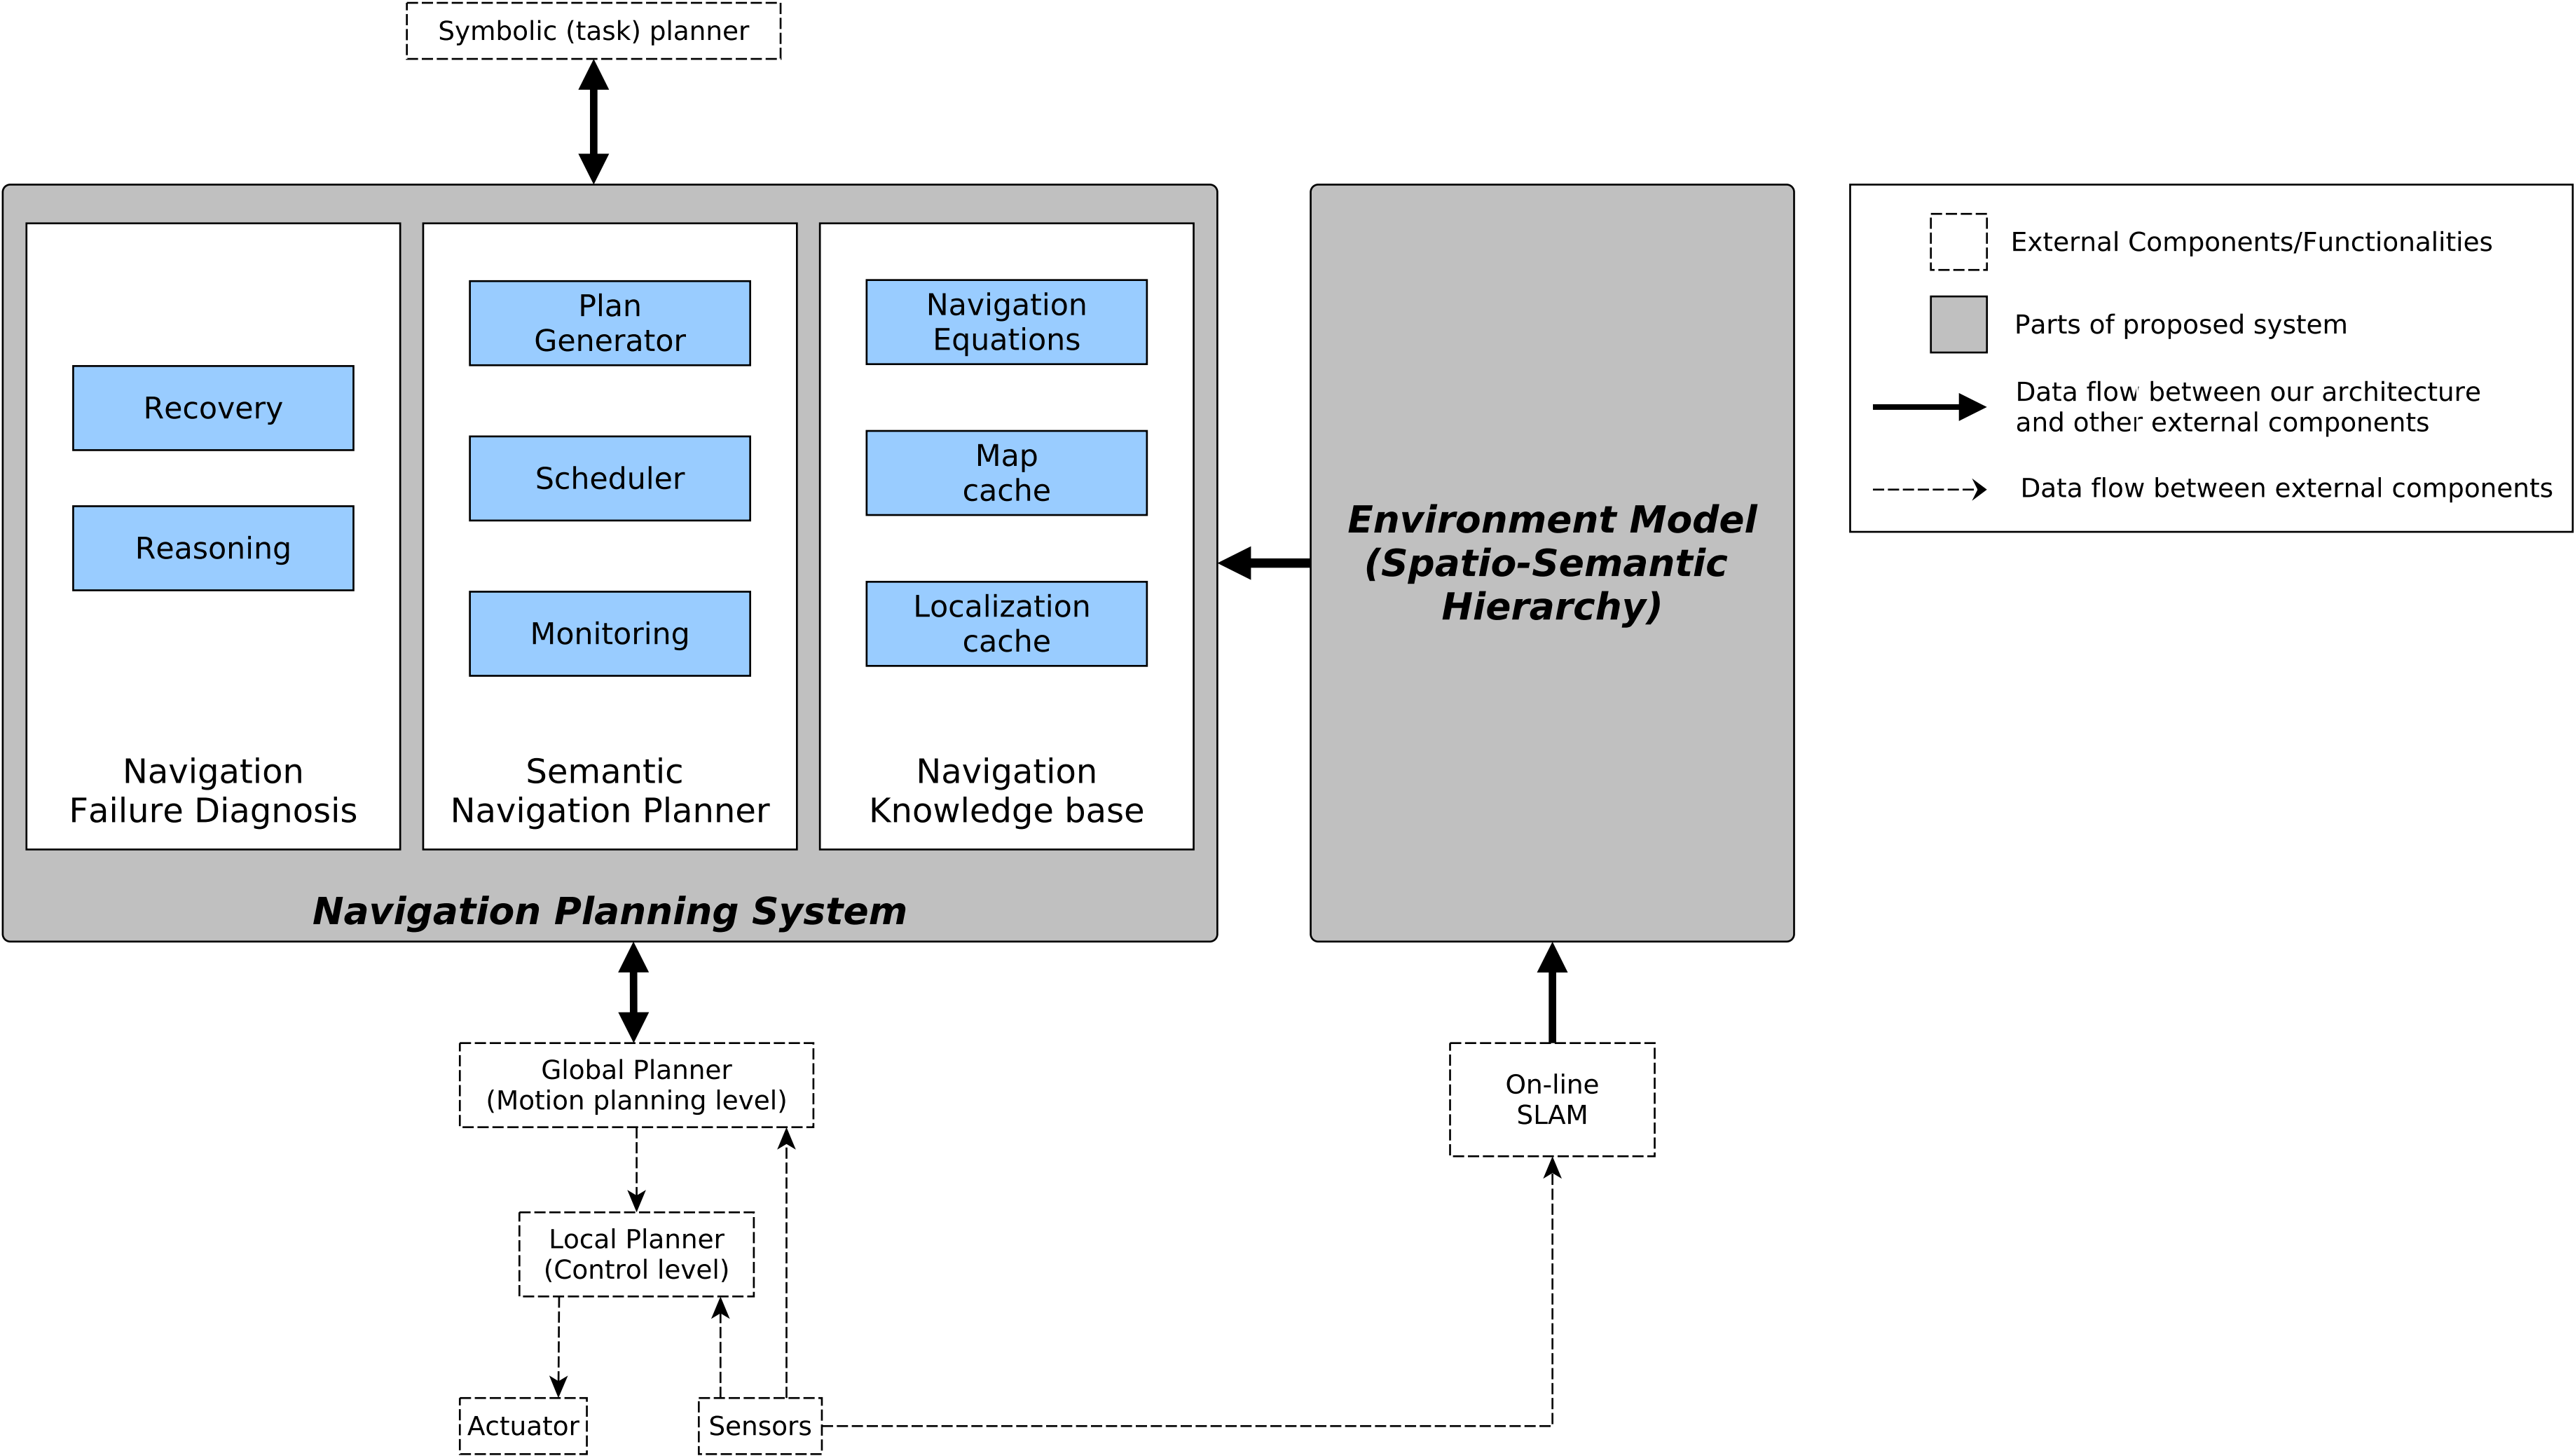 Symbolic (task) planner
Recovery
Reasoning
Navigation
Failure Diagnosis
Plan
Generator
Scheduler
Monitoring
Semantic
Navigation Planner
Navigation
Equations
Map
cache
Localization
cache
Navigation
Knowledge base
Navigation Planning System
Environment Model
(Spatio-Semantic
Hierarchy)
External Components/Functionalities
Parts of proposed system
Data flow between our architecture
and other external components
Data flow between external components
Global Planner
(Motion planning level)
On-line
SLAM
Local Planner
(Control level)
Actuator
Sensors